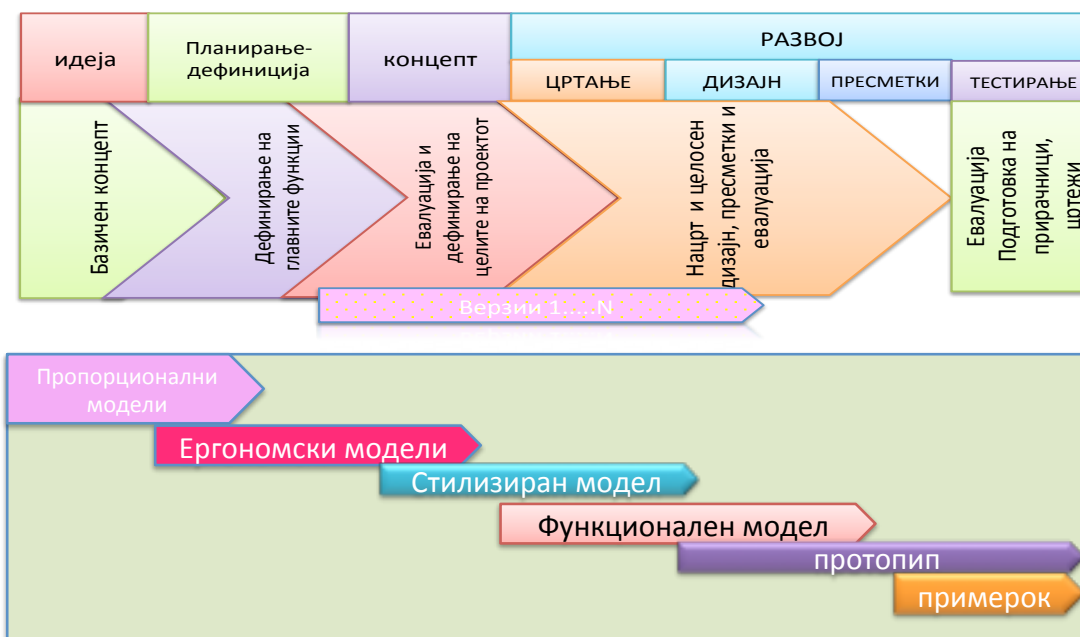 идеја
Планирање-
дефиниција
концепт
РАЗВОЈ
ЦРТАЊЕ
ДИЗАЈН
ПРЕСМЕТКИ
ТЕСТИРАЊЕ
Базичен концепт
Дефинирање на
главните функции
Евалуација и
дефинирање на
целите на проектот
Нацрт и целосен
дизајн, пресметки и
евалуација
Евалуација
Подготовка на
прирачници,
цртежи
Верзии 1.....N
Пропорционални
модели
Ергономски модели
Стилизиран модел
Функционален модел
протопип
примерок